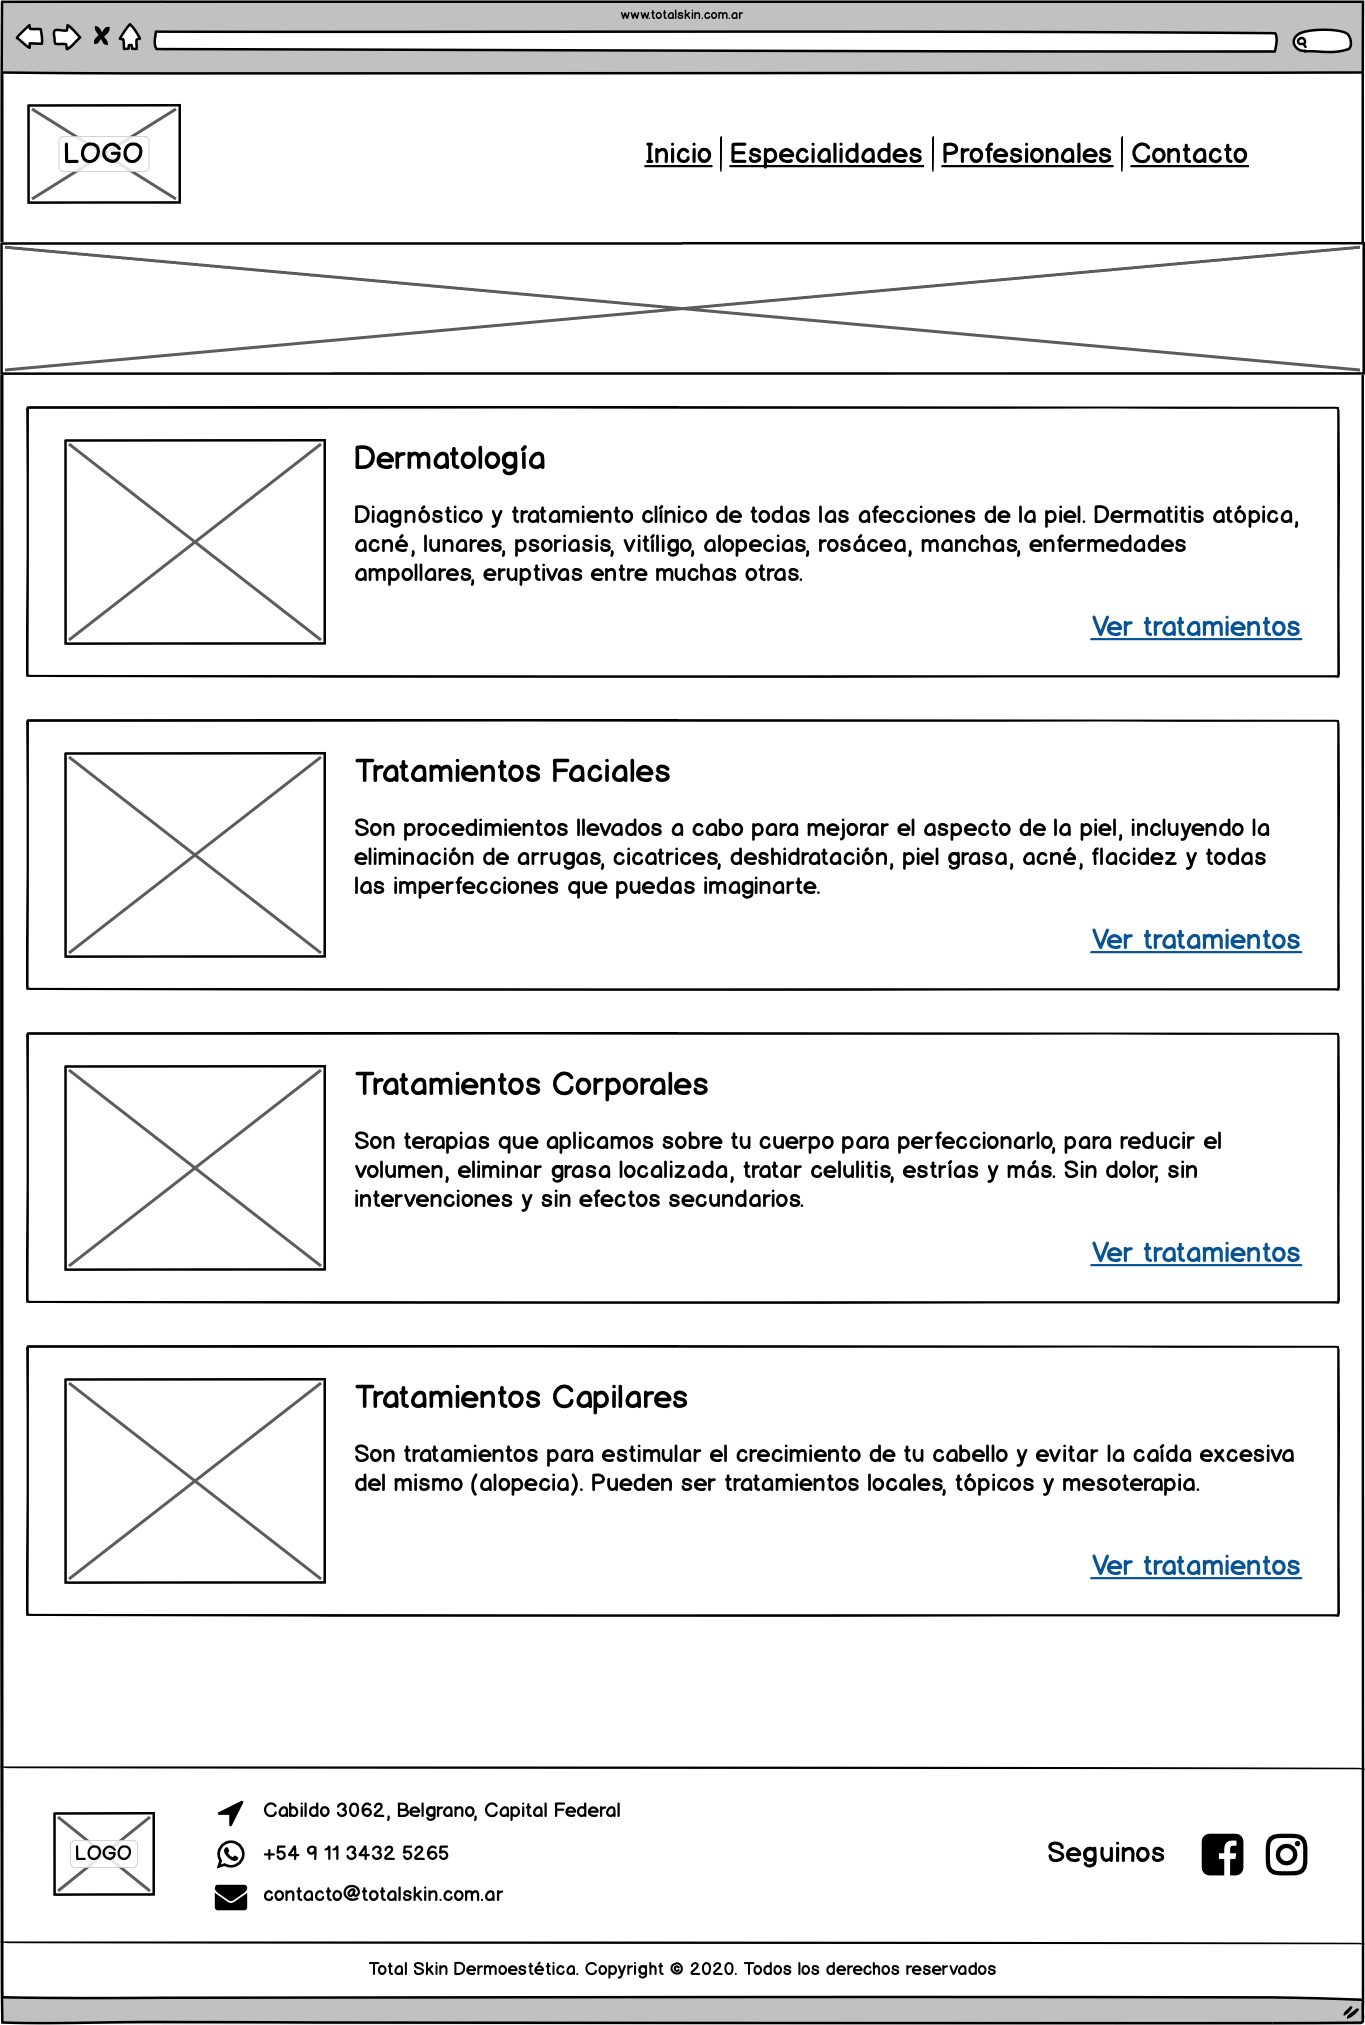 www.totalskin.com.ar
LOGO
Inicio | Especialidades | Profesionales | Contacto
Dermatología
Diagnóstico y tratamiento clínico de todas las afecciones de la piel. Dermatitis atópica,
acné, lunares, psoriasis, vitíligo, alopecias, rosácea, manchas, enfermedades
ampollares, eruptivas entre muchas otras.
Ver tratamientos
Tratamientos Faciales
Son procedimientos llevados a cabo para mejorar el aspecto de la piel, incluyendo la
eliminación de arrugas, cicatrices, deshidratación, piel grasa, acné, flacidez y todas
las imperfecciones que puedas imaginarte.
Ver tratamientos
Tratamientos Corporales
Son terapias que aplicamos sobre tu cuerpo para perfeccionarlo, para reducir el
volumen, eliminar grasa localizada, tratar celulitis, estrías y más. Sin dolor, sin
intervenciones y sin efectos secundarios.
Ver tratamientos
Tratamientos Capilares
Son tratamientos para estimular el crecimiento de tu cabello y evitar la caída excesiva
del mismo (alopecia). Pueden ser tratamientos locales, tópicos y mesoterapia.
Ver tratamientos
LOGO
Cabildo 3062, Belgrano, Capital Federal
+54 9 11 3432 5265
contacto@totalskin.com.ar
Seguinos
Total Skin Dermoestética. Copyright © 2020. Todos los derechos reservados